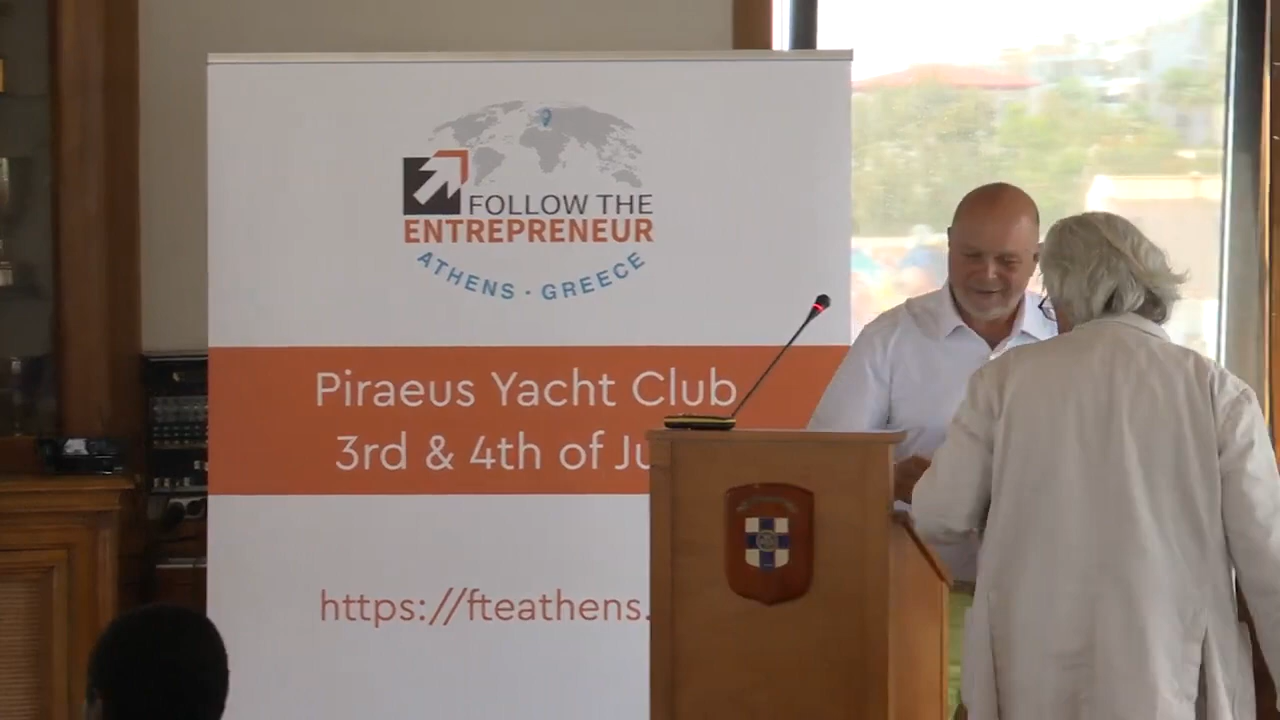 FOLLOW THE
ENTREPRENEUR
ATHENS · GREECE
Piraeus Yacht Club
3rd & 4th of Ju
https://fteathens.